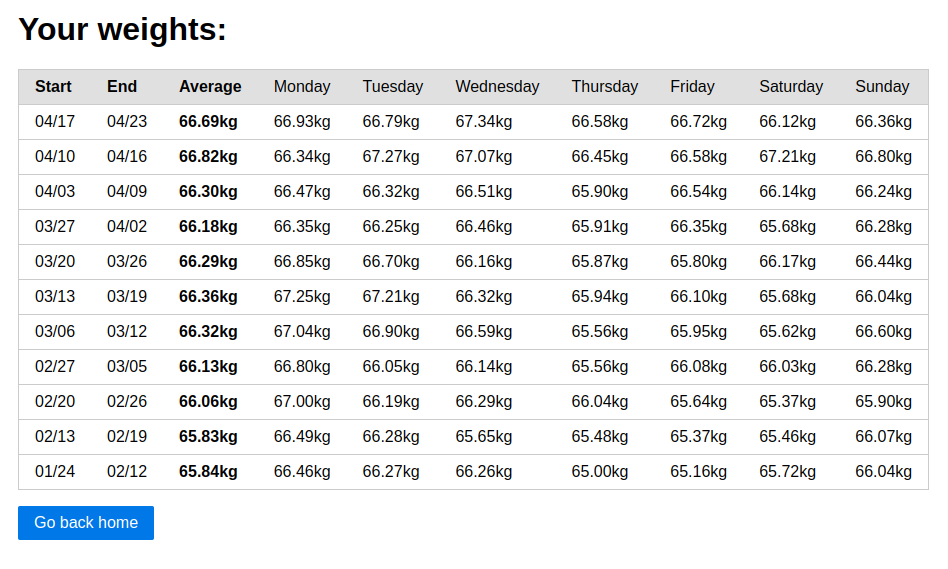 Your weights:
Start End Average Monday Tuesday Wednesday Thursday Friday Saturday Sunday
04/17 04/23 66.69kg 66.93kg 66.79kg 67.34kg 66.58kg 66.72kg 66.12kg 66.36kg
04/10 04/16 66.82kg 66.34kg 67.27kg 67.07kg 66.45kg 66.58kg 67.21kg 66.80kg
04/03 04/09 66.30kg 66.47kg 66.32kg 66.51kg 65.90kg 66.54kg 66.14kg 66.24kg
03/27 04/02 66.18kg 66.35kg 66.25kg 66.46kg 65.91kg 66.35kg 65.68kg 66.28kg
03/20 03/26 66.29kg 66.85kg 66.70kg 66.16kg 65.87kg 65.80kg 66.17kg 66.44kg
03/13 03/19 66.36kg 67.25kg 67.21kg 66.32kg 65.94kg 66.10kg 65.68kg 66.04kg
03/06 03/12 66.32kg 67.04kg 66.90kg 66.59kg 65.56kg 65.95kg 65.62kg 66.60kg
02/27 03/05 66.13kg 66.80kg 66.05kg 66.14kg 65.56kg 66.08kg 66.03kg 66.28kg
02/20 02/26 66.06kg 67.00kg 66.19kg 66.29kg 66.04kg 65.64kg 65.37kg 65.90kg
02/13 02/19 65.83kg 66.49kg 66.28kg 65.65kg 65.48kg 65.37kg 65.46kg 66.07kg
01/24 02/12 65.84kg 66.46kg 66.27kg 66.26kg 65.00kg 65.16kg 65.72kg 66.04kg
Go back home